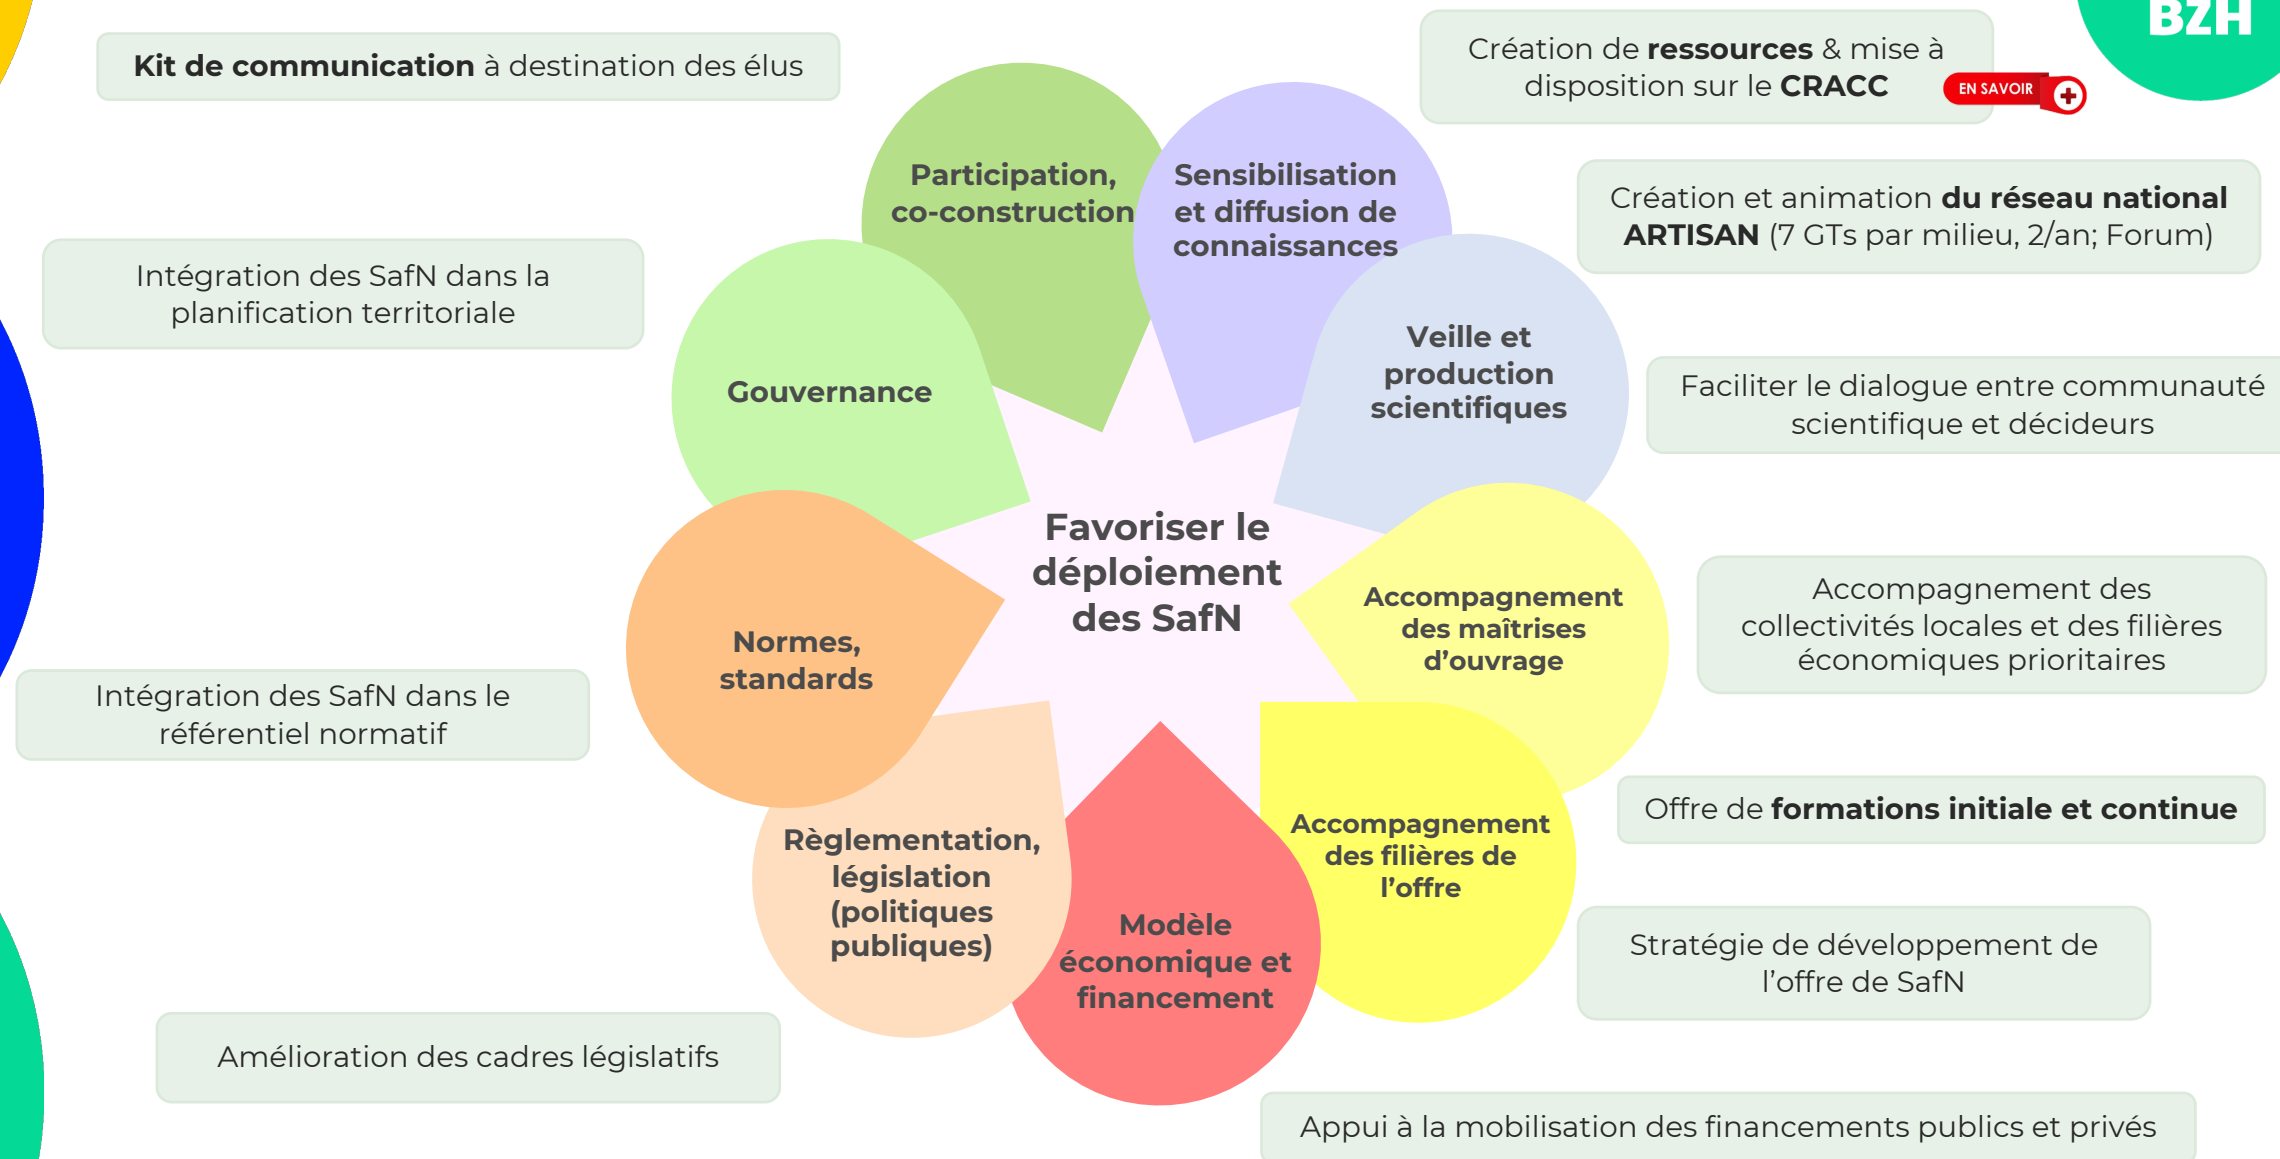 BZH
Kit de communication à destination des élus
Création de ressources & mise à
disposition sur le CRACC
EN SAVOIR +
Participation,
co-construction
Sensibilisation
et diffusion de
connaissances
Création et animation du réseau national
ARTISAN (7 GTs par milieu, 2/an; Forum)
Intégration des SafN dans la
planification territoriale
Gouvernance
Veille et
production
scientifiques
Faciliter le dialogue entre communauté
scientifique et décideurs
Favoriser le
déploiement
des SafN
Normes,
standards
Accompagnement
des maîtrises
d’ouvrage
Accompagnement des
collectivités locales et des filières
économiques prioritaires
Intégration des SafN dans le
référentiel normatif
Règlementation,
législation
(politiques
publiques)
Modèle
économique et
financement
Accompagnement
des filières de
l’offre
Offre de formations initiale et continue
Stratégie de développement de
l’offre de SafN
Amélioration des cadres législatifs
Appui à la mobilisation des financements publics et privés